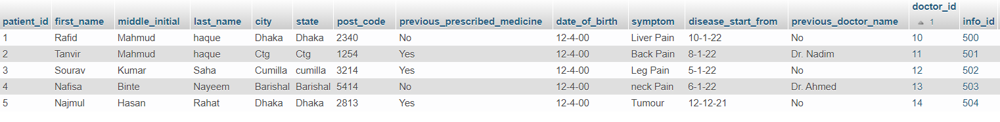 patient_id first_name middle_initial last_name city state post_code previous_prescribed_medicine date_of_birth symptom disease_start_from previous_doctor_name doctor_id 1 info_id
1 Rafid Mahmud haque Dhaka Dhaka 2340 No 12-4-00 Liver Pain 10-1-22 No 10 500
2 Tanvir Mahmud haque Ctg Ctg 1254 Yes 12-4-00 Back Pain 8-1-22 Dr. Nadim 11 501
3 Sourav Kumar Saha Cumilla cumilla 3214 Yes 12-4-00 Leg Pain 5-1-22 No 12 502
4 Nafisa Binte Nayeem Barishal Barishal 5414 No 12-4-00 neck Pain 6-1-22 Dr. Ahmed 13 503
5 Najmul Hasan Rahat Dhaka Dhaka 2813 Yes 12-4-00 Tumour 12-12-21 No 14 504